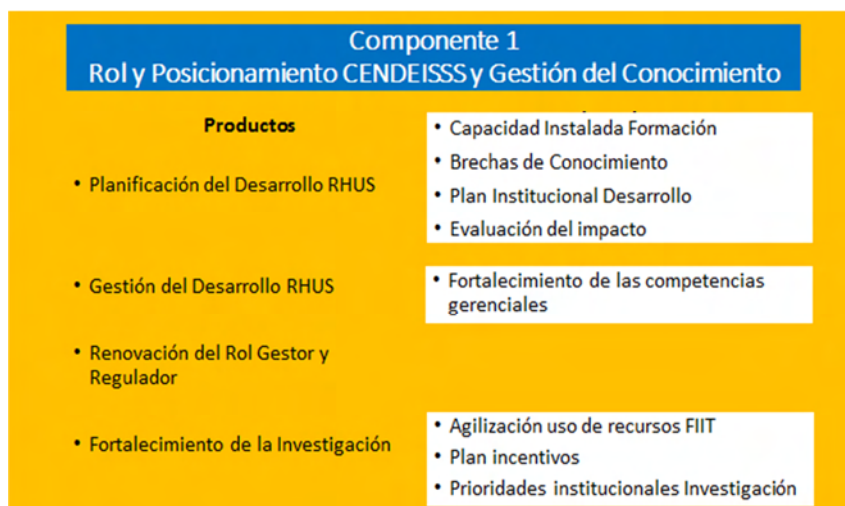 Componente 1
Rol y Posicionamiento CENDEISSS y Gestión del Conocimiento
Productos
• Planificación del Desarrollo RHUS
• Capacidad Instalada Formación
• Brechas de Conocimiento
• Plan Institucional Desarrollo
• Evaluación del impacto
• Gestión del Desarrollo RHUS
• Fortalecimiento de las competencias
gerenciales
• Renovación del Rol Gestor y
Regulador
• Fortalecimiento de la Investigación
• Agilización uso de recursos FIIT
• Plan incentivos
• Prioridades institucionales Investigación